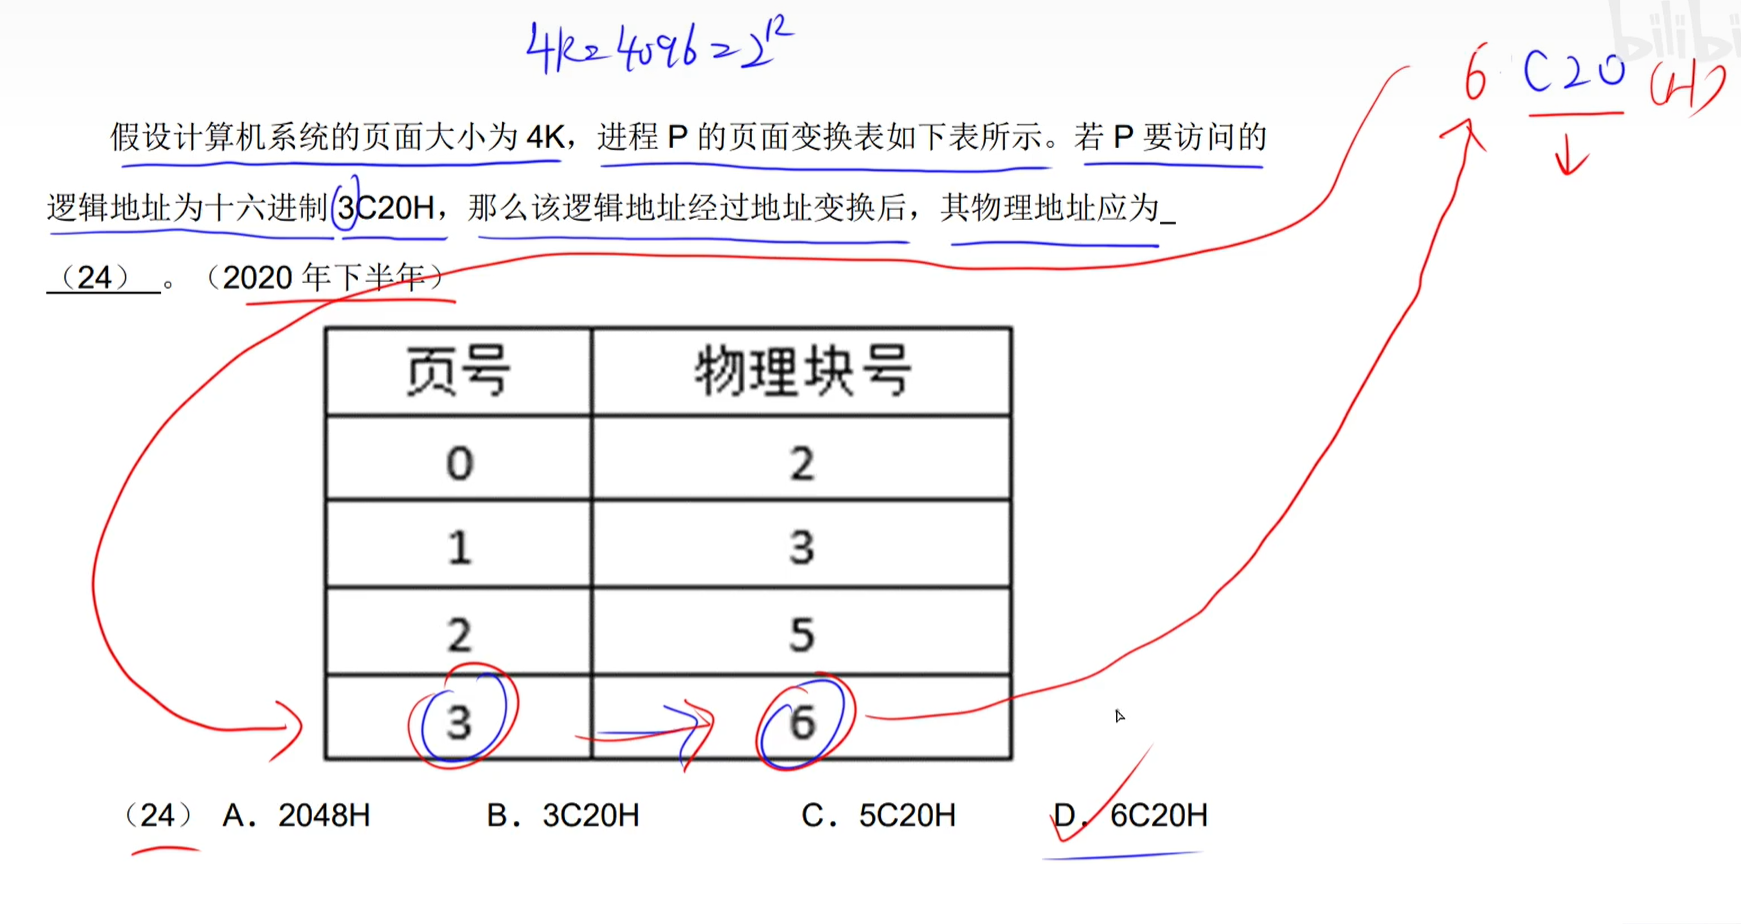 bilibi
4K=4096=2^12
6 C20 (H)
假设计算机系统的页面大小为 4K，进程 P 的页面变换表如下表所示。若 P 要访问的
逻辑地址为十六进制 3C20H，那么该逻辑地址经过地址变换后，其物理地址应为_
（24）。（2020 年下半年）
页号 物理块号
0 2
1 3
2 5
3 6
（24） A．2048H B．3C20H C．5C20H D．6C20H